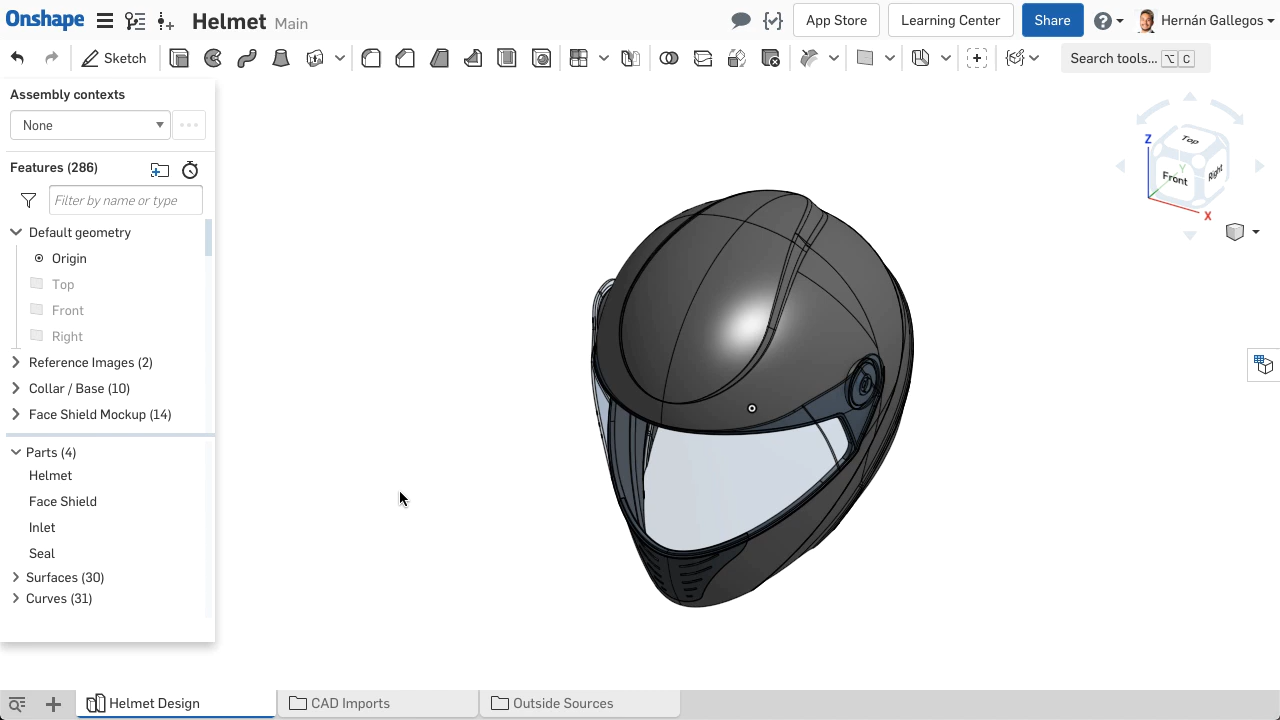 Onshape Helmet Main App Store Learning Center Share Hernán Gallegos
Sketch Search tools... ⌥ C
Assembly contexts
None
Features (286)
Filter by name or type
Default geometry
Origin
Top
Front
Right
Reference Images (2)
Collar / Base (10)
Face Shield Mockup (14)
Parts (4)
Helmet
Face Shield
Inlet
Seal
Surfaces (30)
Curves (31)
Z
Top
Y
Front
Right
X
Helmet Design CAD Imports Outside Sources